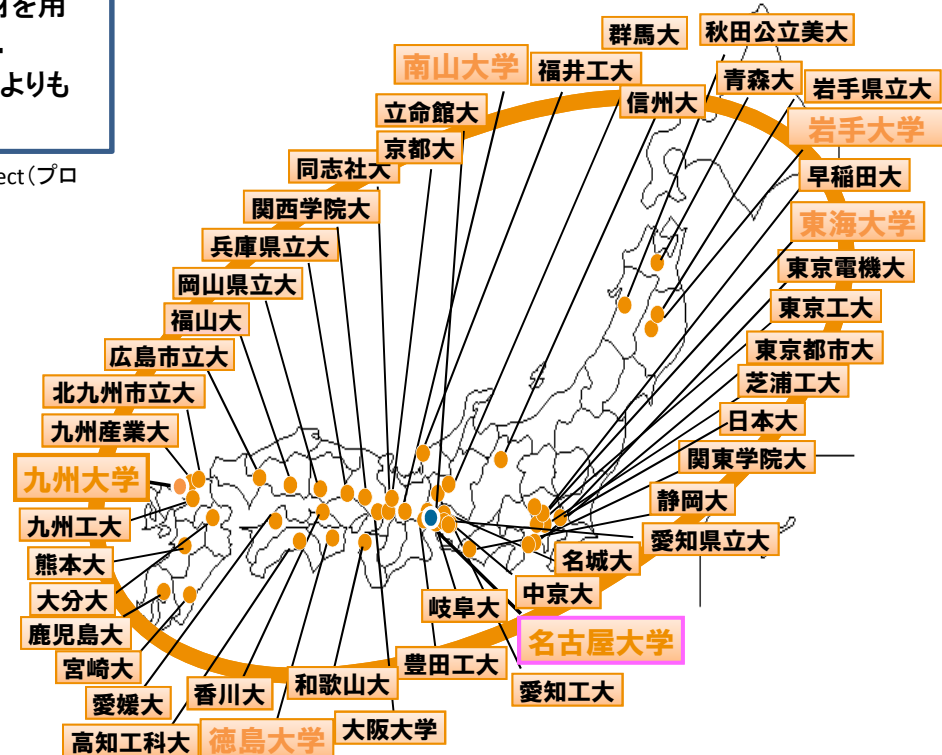 材を用
よりも
ect（プロ
群馬大
秋田公立美大
南山大学
福井工大
青森大
岩手県立大
信州大
立命館大
岩手大学
京都大
同志社大
早稲田大
関西学院大
東海大学
兵庫県立大
東京電機大
岡山県立大
東京工大
福山大
東京都市大
広島市立大
芝浦工大
北九州市立大
日本大
九州産業大
関東学院大
九州大学
静岡大
九州工大
愛知県立大
熊本大
名城大
大分大
中京大
岐阜大
鹿児島大
名古屋大学
宮崎大
豊田工大
和歌山大
愛知工大
香川大
愛媛大
大阪大学
高知工科大
徳島大学